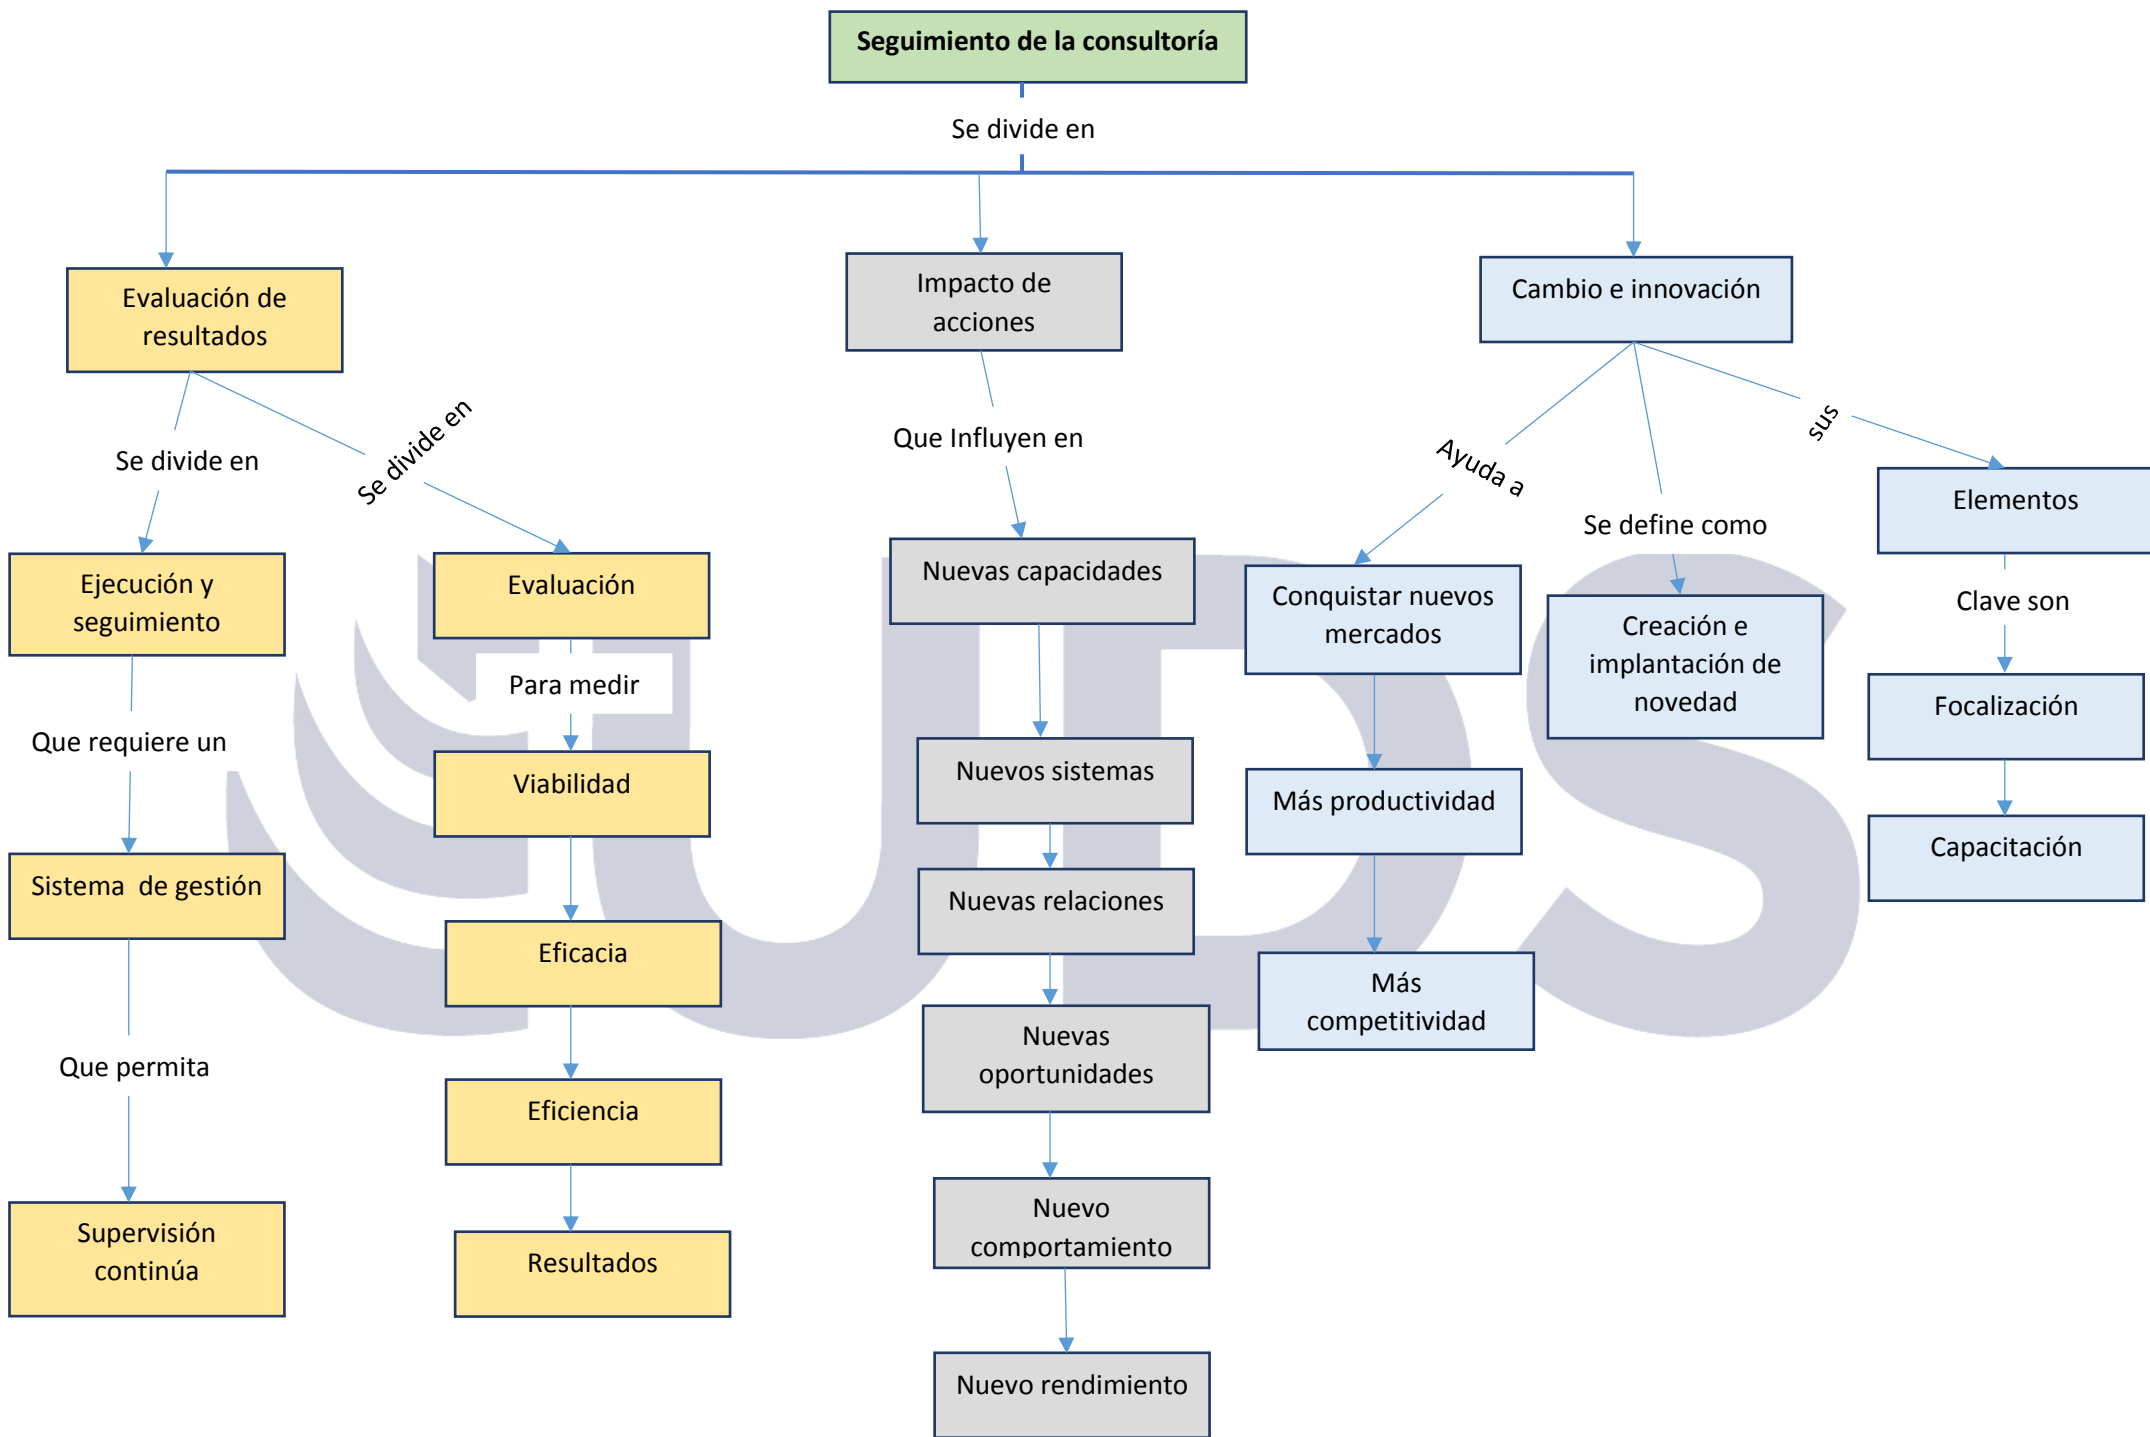 Seguimiento de la consultoría
Se divide en
Evaluación de
resultados
Impacto de
acciones
Cambio e innovación
Se divide en
Se divide en
Que Influyen en
Ayuda a
Se define como
sus
Elementos
Ejecución y
seguimiento
Evaluación
Nuevas capacidades
Conquistar nuevos
mercados
Creación e
implantación de
novedad
Clave son
Que requiere un
Para medir
Focalización
Viabilidad
Nuevos sistemas
Más productividad
Capacitación
Sistema  de gestión
Eficacia
Nuevas relaciones
Más
competitividad
Que permita
Eficiencia
Nuevas
oportunidades
Supervisión
continúa
Resultados
Nuevo
comportamiento
Nuevo rendimiento
UDS